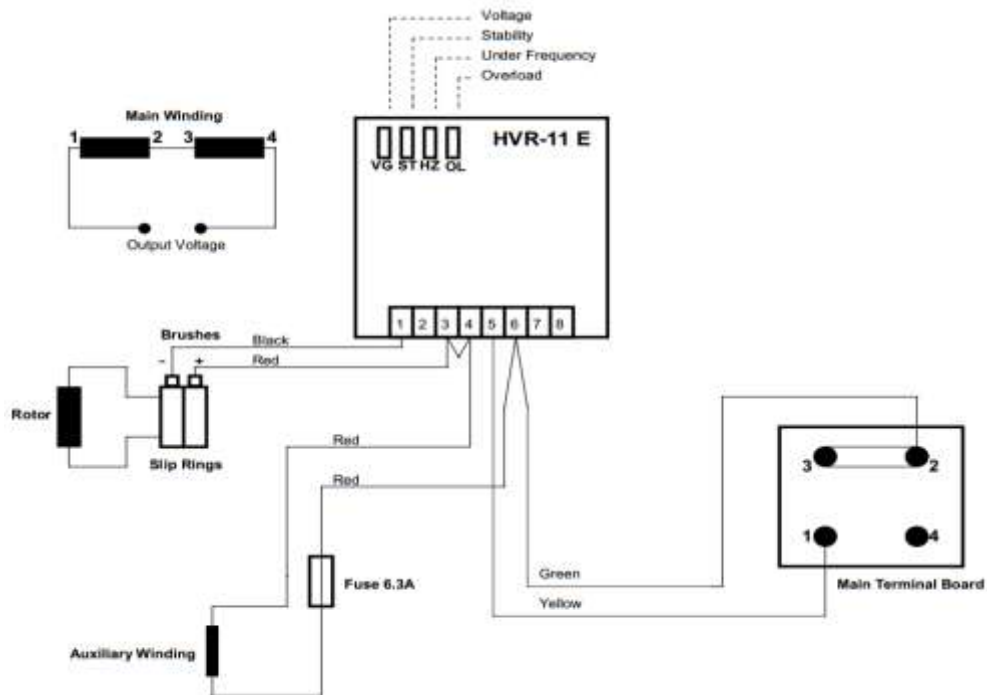 Voltage
Stability
Under Frequency
Overload
Main Winding
1 2 3 4
Output Voltage
HVR-11 E
VG ST HZ OL
1 2 3 4 5 6 7 8
Brushes
Black
- +
Red
Rotor
Slip Rings
Red
Red
3 2
1 4
Green
Fuse 6.3A
Main Terminal Board
Yellow
Auxiliary Winding